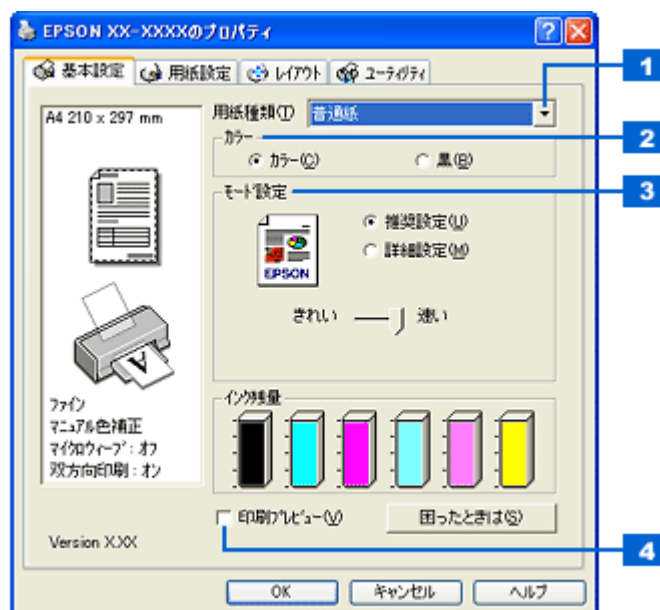 EPSON XX-XXXXのプロパティ
基本設定 用紙設定 レイアウト ユーティリティ
A4 210 x 297 mm
用紙種類(T) 普通紙
1
カラー
2
カラー(C) 黒(B)
モード設定
3
推奨設定(U)
詳細設定(M)
EPSON
きれい 速い
ファイン
マニュアル色補正
マイクロウィーブ:オフ
双方向印刷:オン
インク残量
印刷プレビュー(V) 困ったときは(S)
Version X.XX
4
OK キャンセル ヘルプ